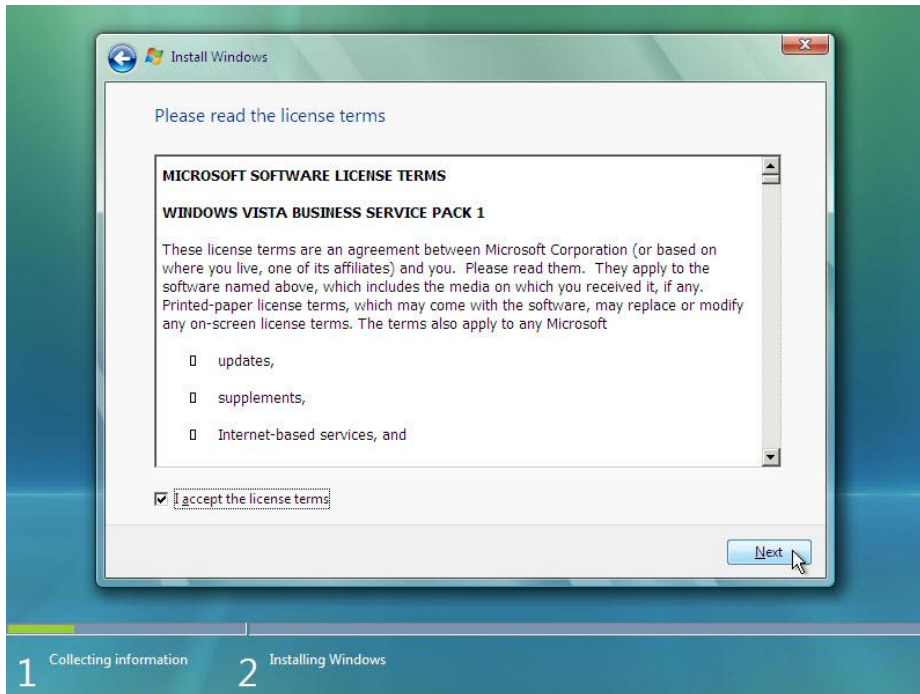 Install Windows
Please read the license terms
MICROSOFT SOFTWARE LICENSE TERMS
WINDOWS VISTA BUSINESS SERVICE PACK 1
These license terms are an agreement between Microsoft Corporation (or based on
where you live, one of its affiliates) and you.  Please read them.  They apply to the
software named above, which includes the media on which you received it, if any.
Printed-paper license terms, which may come with the software, may replace or modify
any on-screen license terms. The terms also apply to any Microsoft
▯ updates,
▯ supplements,
▯ Internet-based services, and
I accept the license terms
Next
1 Collecting information
2 Installing Windows